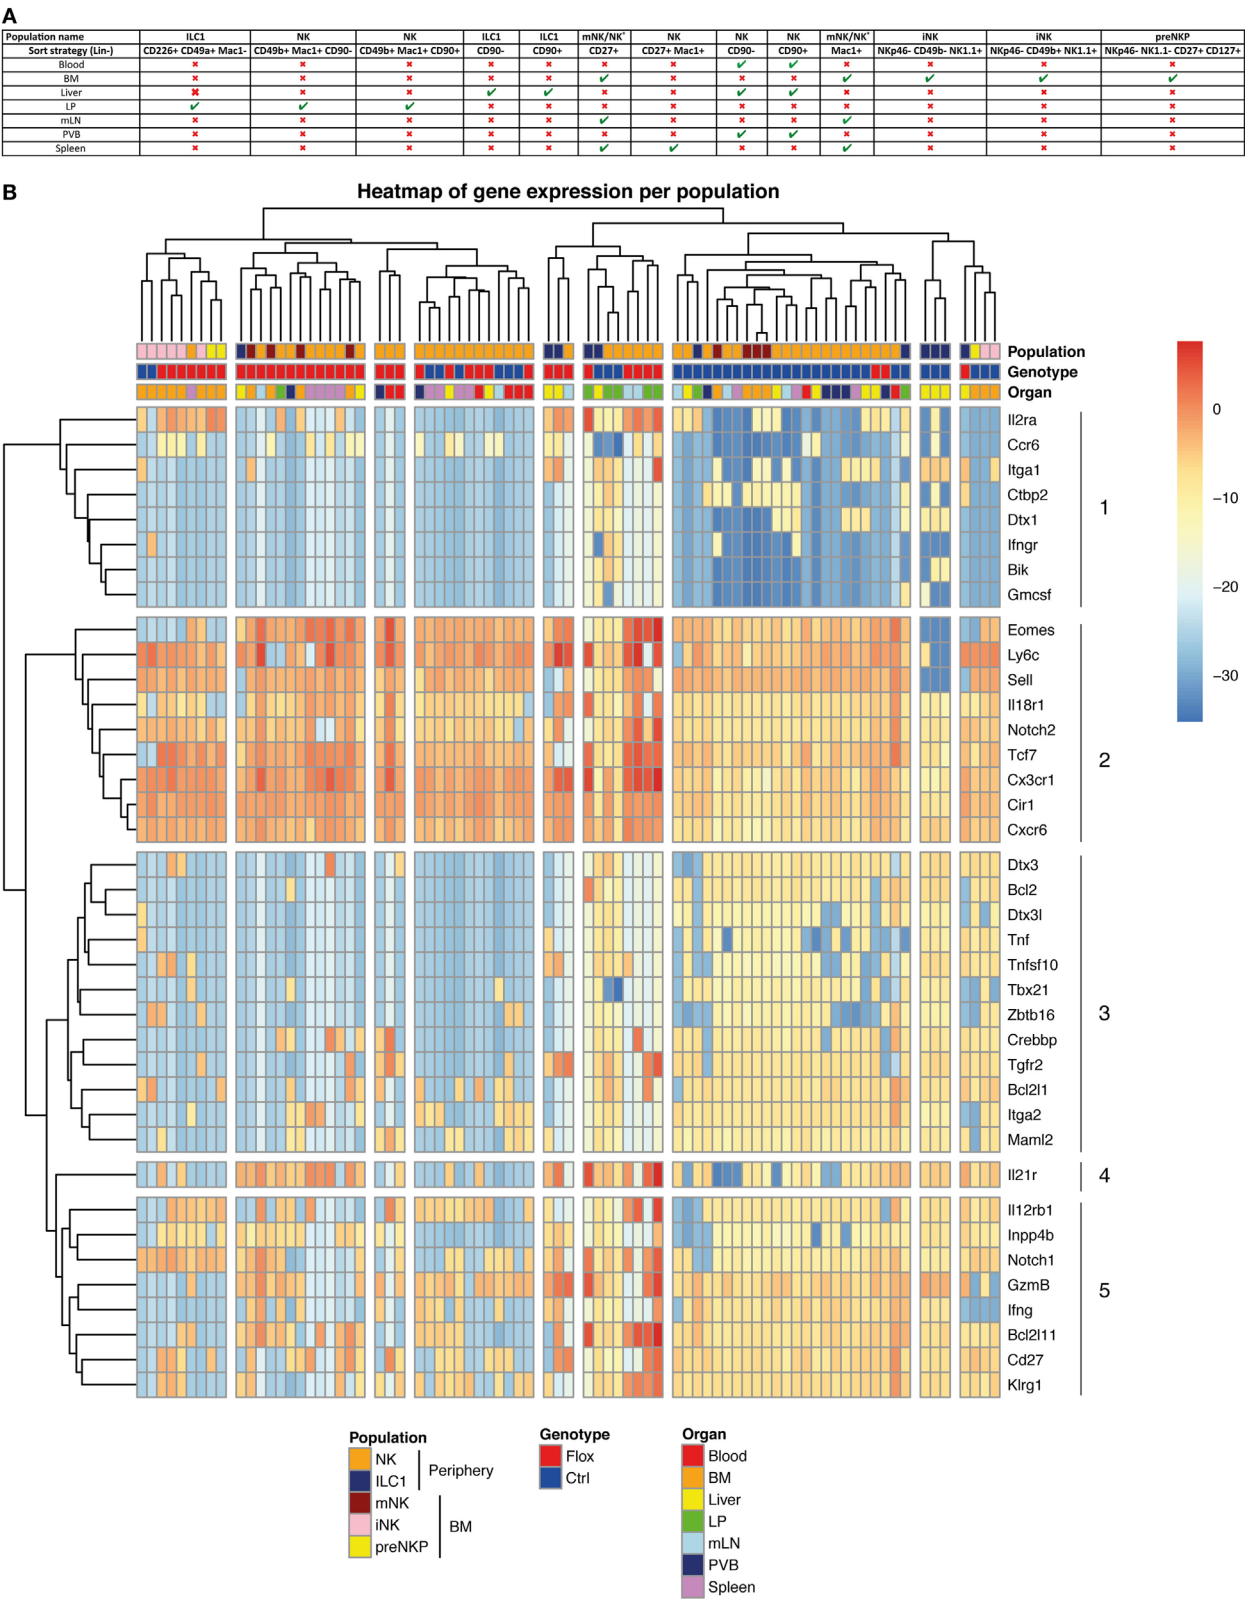 A
Population name ILC1 NK NK ILC1 ILC1 mNK/NK* NK NK NK mNK/NK* iNK iNK preNKP
Sort strategy (Lin-) CD226+ CD49a+ Mac1- CD49b+ Mac1+ CD90- CD49b+ Mac1+ CD90+ CD90- CD90+ CD27+ CD27+ Mac1+ CD90- CD90+ Mac1+ NKp46- CD49b- NK1.1+ NKp46- CD49b+ NK1.1+ NKp46- NK1.1- CD27+ CD127+
Blood
BM
Liver
LP
mLN
PVB
Spleen
B
Heatmap of gene expression per population
Population
Genotype
Organ
Il2ra
Ccr6
Itga1
Ctbp2
Dtx1
Ifngr
Bik
Gmcsf
1
Eomes
Ly6c
Sell
Il18r1
Notch2
Tcf7
Cx3cr1
Cir1
Cxcr6
2
Dtx3
Bcl2
Dtx3l
Tnf
Tnfsf10
Tbx21
Zbtb16
Crebbp
Tgfr2
Bcl2l1
Itga2
Maml2
3
Il21r
4
Il12rb1
Inpp4b
Notch1
GzmB
Ifng
Bcl2l11
Cd27
Klrg1
5
0
−10
−20
−30
Population
NK
ILC1
Periphery
mNK
iNK
preNKP
BM
Genotype
Flox
Ctrl
Organ
Blood
BM
Liver
LP
mLN
PVB
Spleen